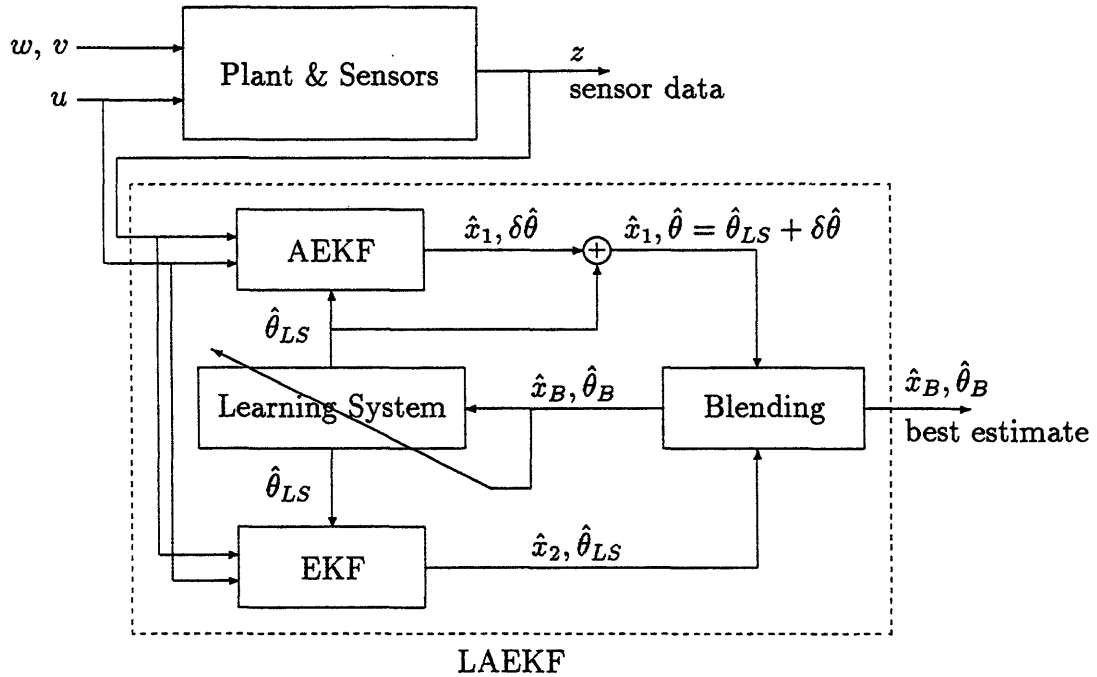 w, v
Plant & Sensors
z
sensor data
u
AEKF
x̂₁, δθ̂
+
x̂₁, θ̂ = θ̂_LS + δθ̂
θ̂_LS
Learning System
x̂_B, θ̂_B
Blending
x̂_B, θ̂_B
best estimate
θ̂_LS
EKF
x̂₂, θ̂_LS
LAEKF